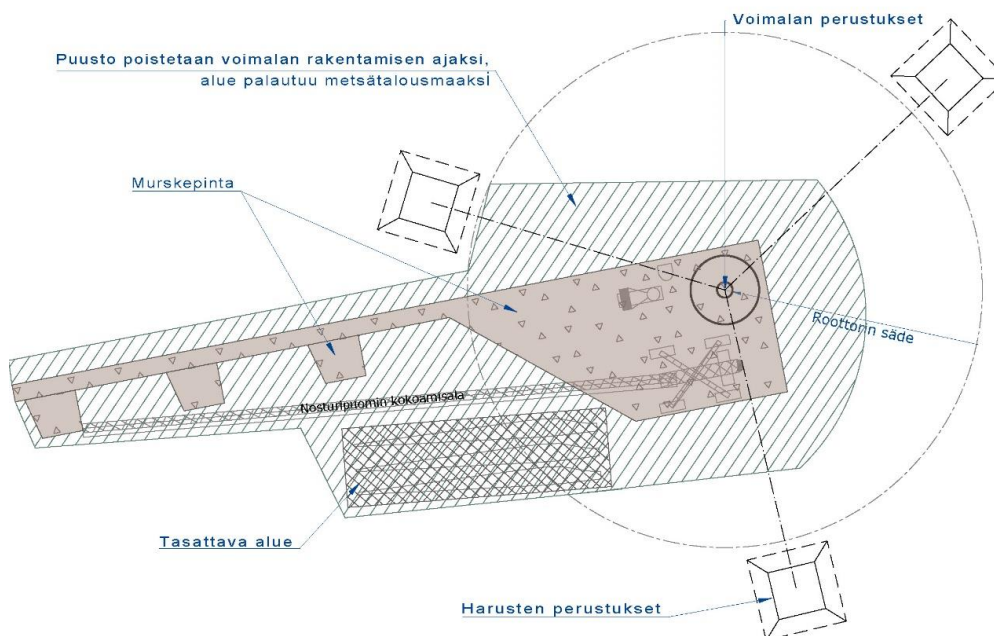 Voimalan perustukset
Puusto poistetaan voimalan rakentamisen ajaksi,
alue palautuu metsätalousmaaksi
Murskepinta
Roottorin säde
Nosturipuomin kokoamisala
Tasattava alue
Harusten perustukset